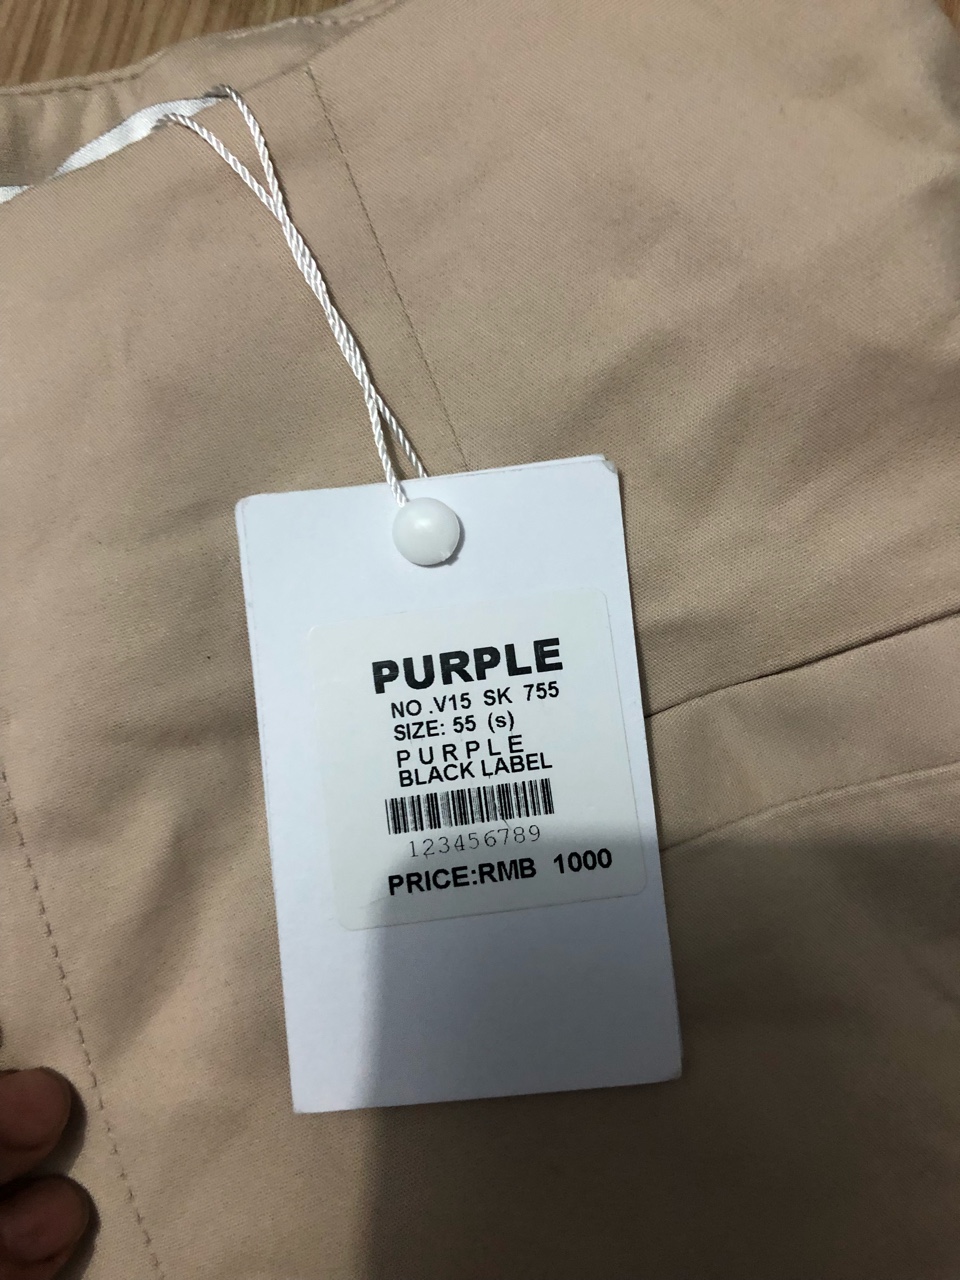 PURPLE
NO .V15 SK 755
SIZE: 55 (s)
PURPLE
BLACK LABEL
123456789
PRICE:RMB 1000